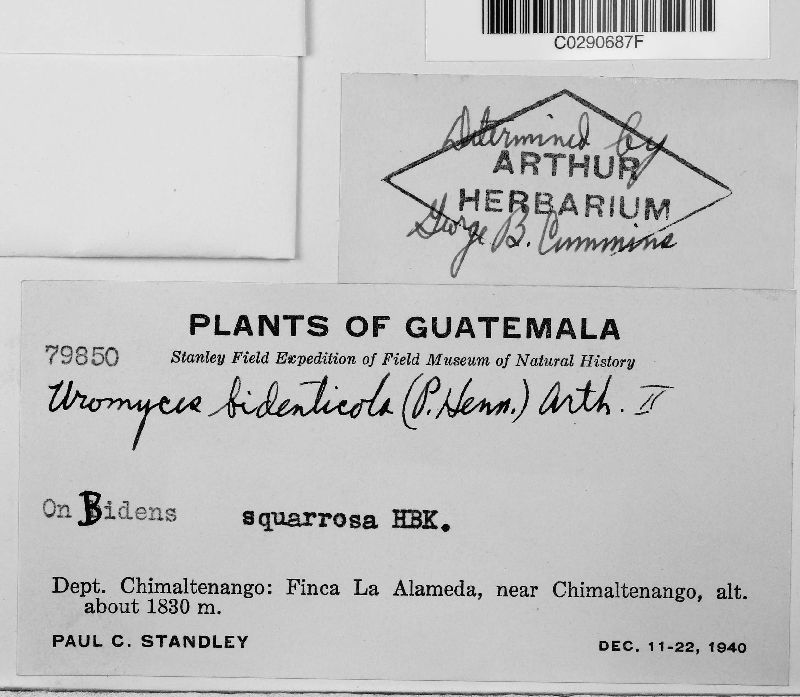 C0290687F
Determined by
ARTHUR
HERBARIUM
George B. Cummins
PLANTS OF GUATEMALA
79850 Stanley Field Expedition of Field Museum of Natural History
Uromyces bidenticola (P. Henn.) Arth. II
On Bidens squarrosa HBK.
Dept. Chimaltenango: Finca La Alameda, near Chimaltenango, alt.
about 1830 m.
PAUL C. STANDLEY DEC. 11-22, 1940